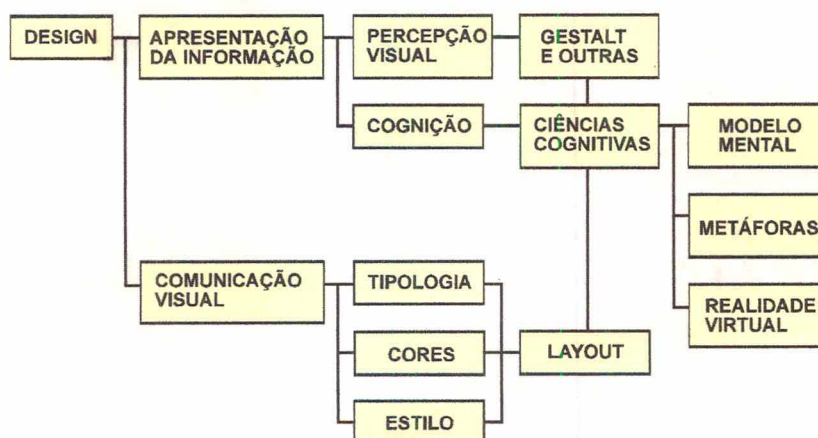 DESIGN
APRESENTAÇÃO
DA INFORMAÇÃO
PERCEPÇÃO
VISUAL
GESTALT
E OUTRAS
COGNIÇÃO
CIÊNCIAS
COGNITIVAS
MODELO
MENTAL
METÁFORAS
REALIDADE
VIRTUAL
COMUNICAÇÃO
VISUAL
TIPOLOGIA
CORES
ESTILO
LAYOUT